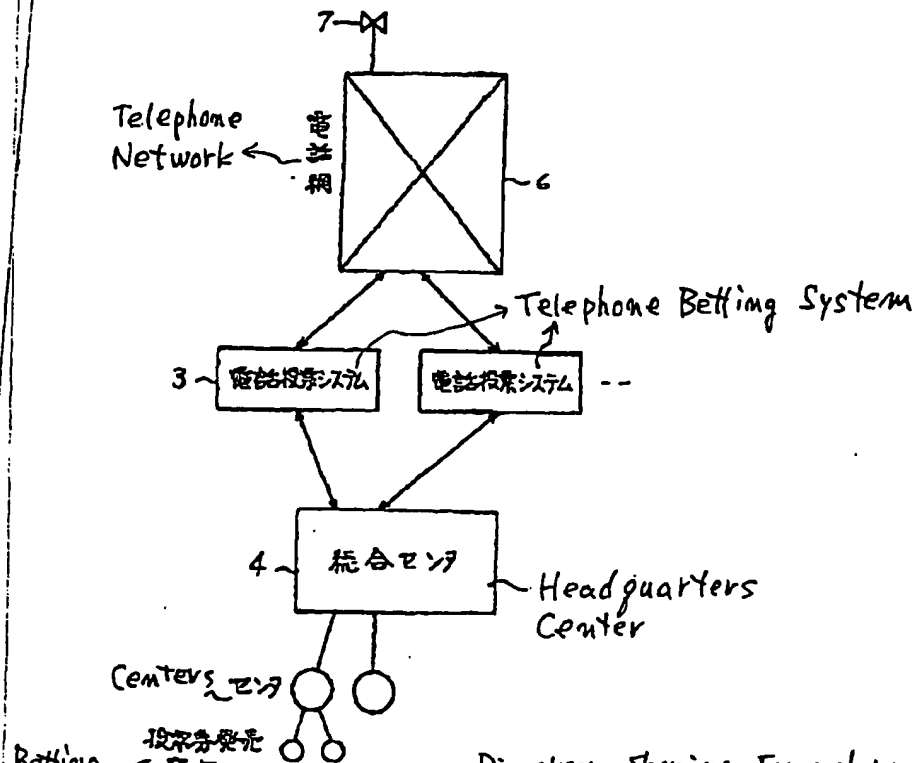 7
Telephone
Network
電話網
6
Telephone Betting System
3
電話投票システム
電話投票システム
--
4
総合センタ
Headquarters
Center
Centers
センタ
投票券発売
Betting